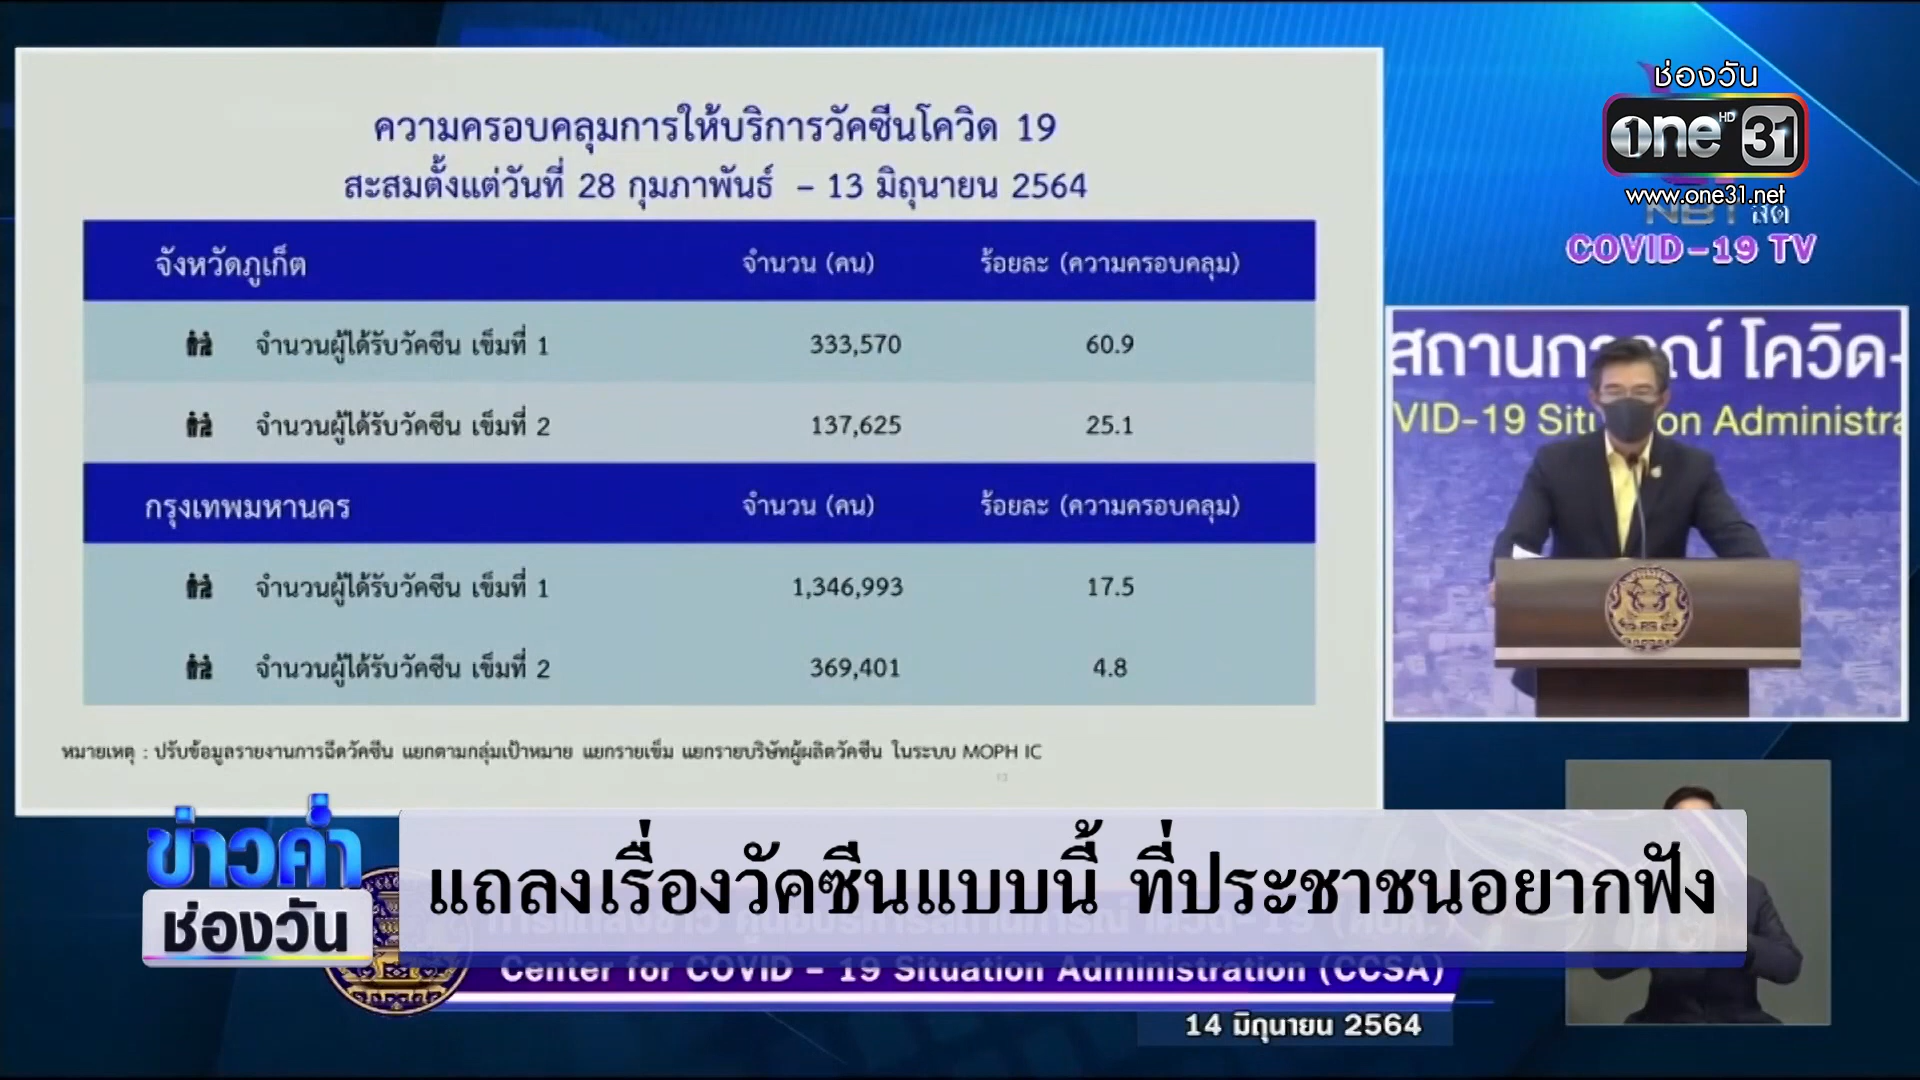 ความครอบคลุมการให้บริการวัคซีนโควิด 19
สะสมตั้งแต่วันที่ 28 กุมภาพันธ์ – 13 มิถุนายน 2564
จังหวัดภูเก็ต จำนวน (คน) ร้อยละ (ความครอบคลุม)
จำนวนผู้ได้รับวัคซีน เข็มที่ 1 333,570 60.9
จำนวนผู้ได้รับวัคซีน เข็มที่ 2 137,625 25.1
กรุงเทพมหานคร จำนวน (คน) ร้อยละ (ความครอบคลุม)
จำนวนผู้ได้รับวัคซีน เข็มที่ 1 1,346,993 17.5
จำนวนผู้ได้รับวัคซีน เข็มที่ 2 369,401 4.8
หมายเหตุ : ปรับข้อมูลรายงานการฉีดวัคซีน แยกตามกลุ่มเป้าหมาย แยกรายเข็ม แยกรายบริษัทผู้ผลิตวัคซีน ในระบบ MOPH IC
ช่องวัน
one HD 31
www.one31.net
NBT สด
COVID-19 TV
สถานการณ์ โควิด-
VID-19 Situation Administra
ข่าวค่ำ
ช่องวัน
แถลงเรื่องวัคซีนแบบนี้ ที่ประชาชนอยากฟัง
Center for COVID - 19 Situation Administration (CCSA)
14 มิถุนายน 2564